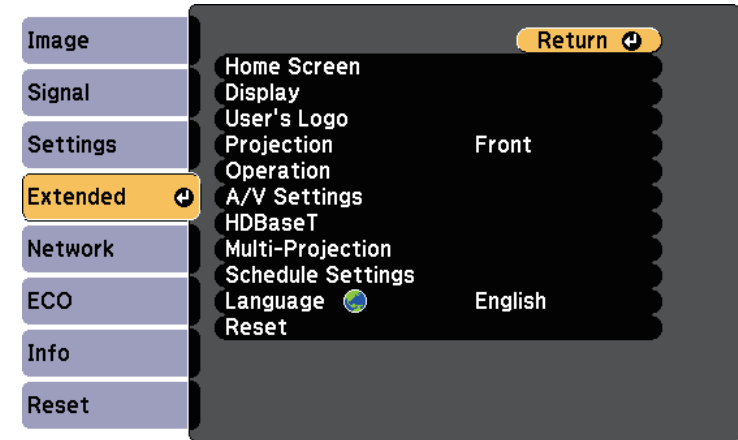 Image
Signal
Settings
Extended
Network
ECO
Info
Reset
Return
Home Screen
Display
User's Logo
Projection Front
Operation
A/V Settings
HDBaseT
Multi-Projection
Schedule Settings
Language English
Reset